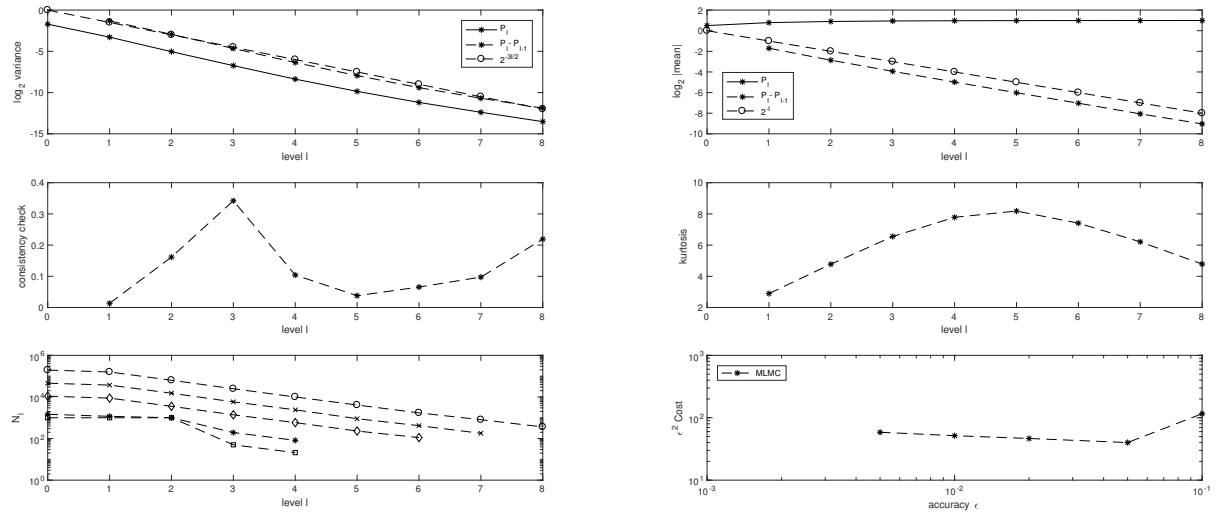 log₂ variance
0
-5
-10
-15
0 1 2 3 4 5 6 7 8
level l
P_l
P_l - P_{l-1}
2^{-3l/2}
log₂ |mean|
2
0
-2
-4
-6
-8
-10
0 1 2 3 4 5 6 7 8
level l
P_l
P_l - P_{l-1}
2^{-l}
consistency check
0.4
0.3
0.2
0.1
0
0 1 2 3 4 5 6 7 8
level l
kurtosis
10
8
6
4
2
0 1 2 3 4 5 6 7 8
level l
N_l
10^6
10^4
10^2
10^0
0 1 2 3 4 5 6 7 8
level l
ε² Cost
10^3
10^2
10^1
10^{-3} 10^{-2} 10^{-1}
accuracy ε
MLMC